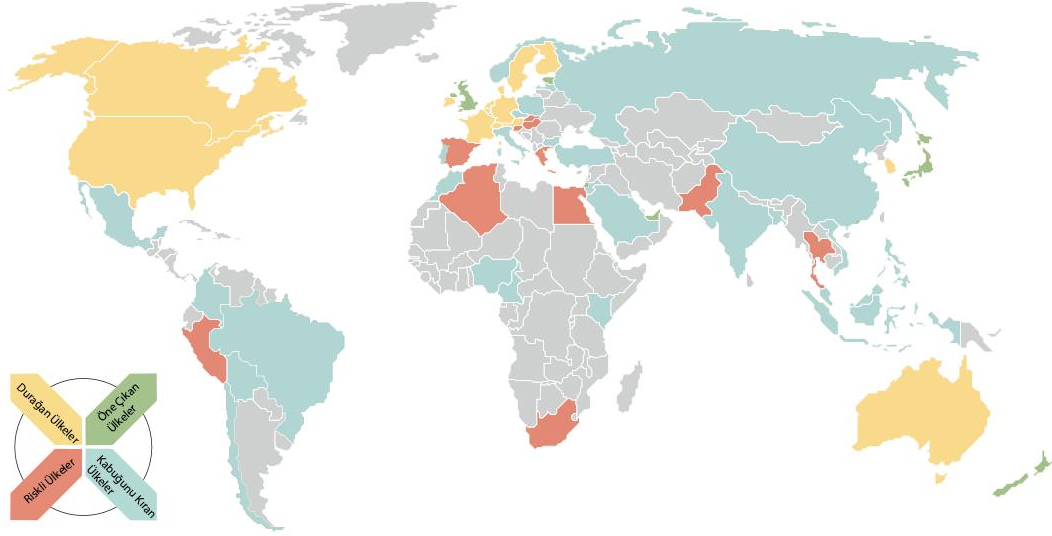 Durağan Ülkeler
Öne Çıkan
Ülkeler
Riskli Ülkeler
Kabuğunu Kıran
Ülkeler